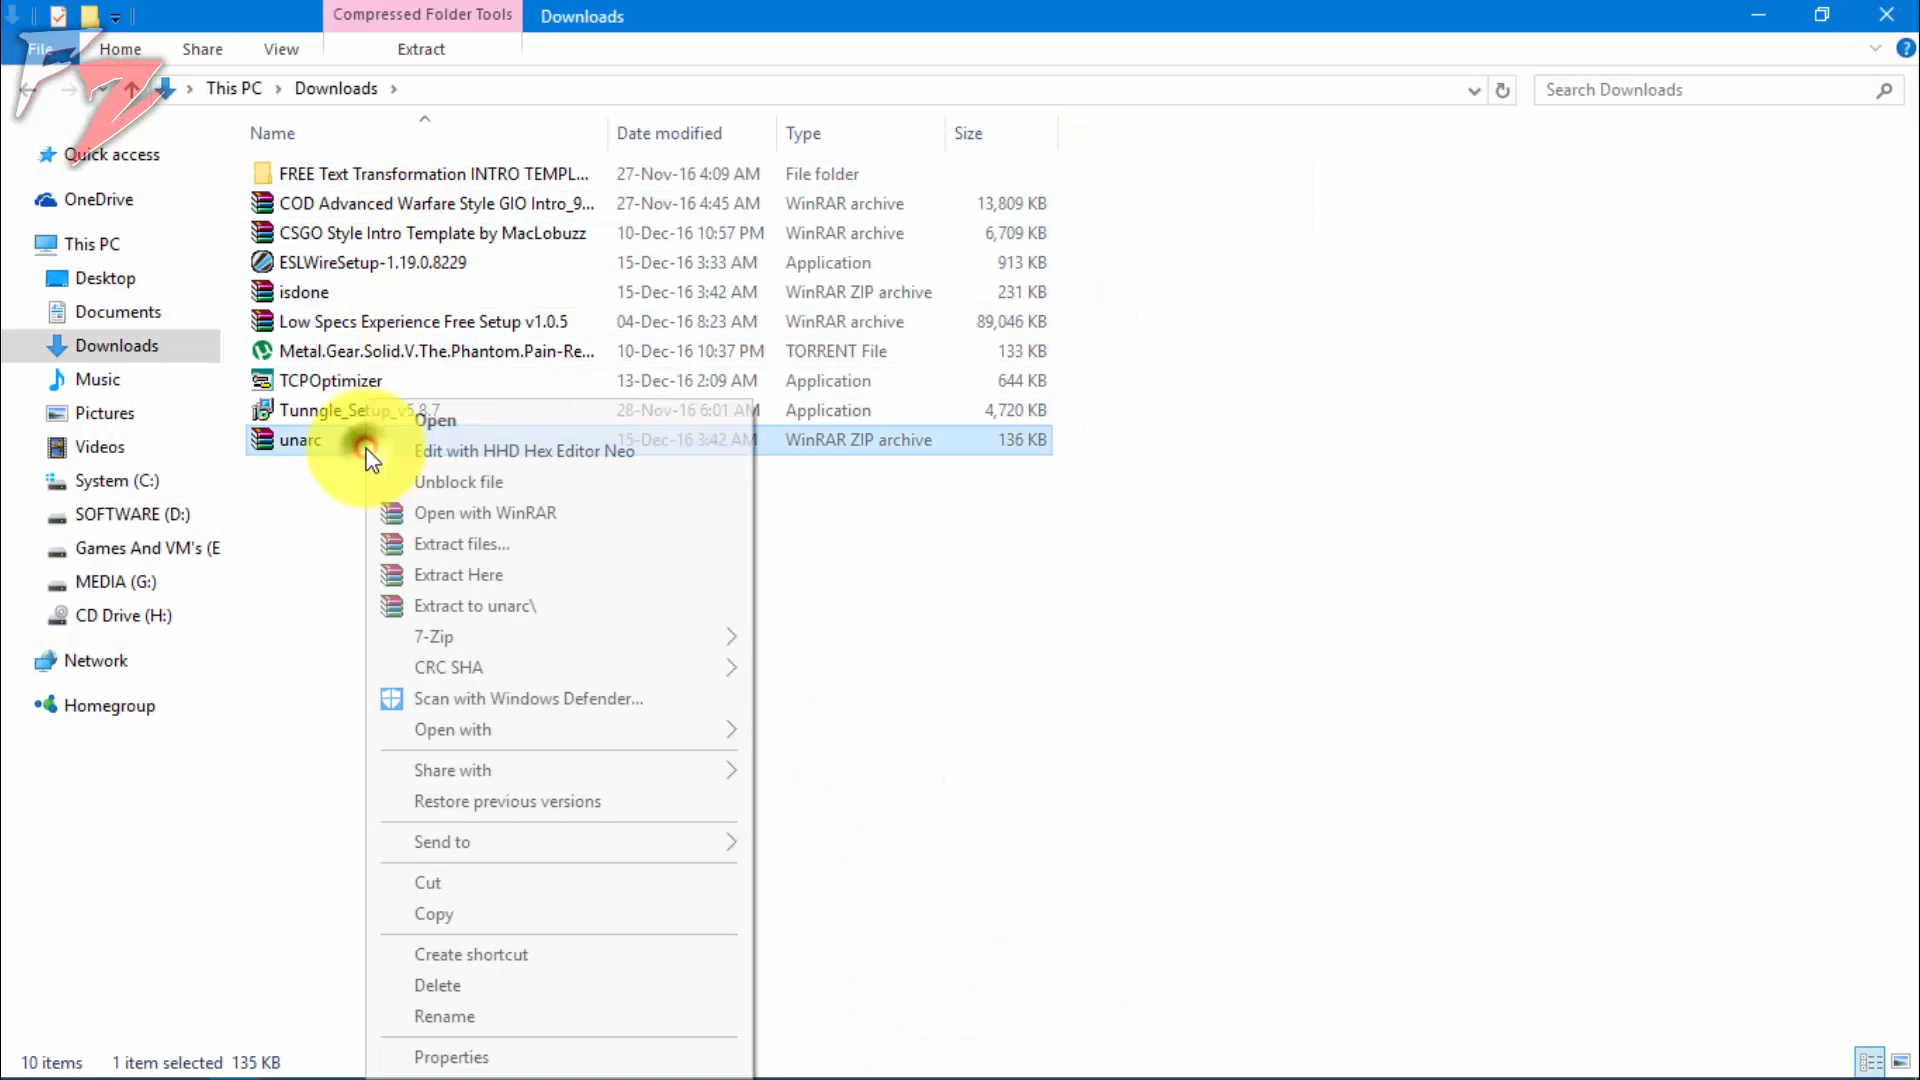 Compressed Folder Tools
Downloads
File
Home
Share
View
Extract
This PC
Downloads
Search Downloads
Name
Date modified
Type
Size
FREE Text Transformation INTRO TEMPL... 27-Nov-16 4:09 AM File folder
COD Advanced Warfare Style GIO Intro_9... 27-Nov-16 4:45 AM WinRAR archive 13,809 KB
CSGO Style Intro Template by MacLobuzz 10-Dec-16 10:57 PM WinRAR archive 6,709 KB
ESLWireSetup-1.19.0.8229 15-Dec-16 3:33 AM Application 913 KB
isdone 15-Dec-16 3:42 AM WinRAR ZIP archive 231 KB
Low Specs Experience Free Setup v1.0.5 04-Dec-16 8:23 AM WinRAR archive 89,046 KB
Metal.Gear.Solid.V.The.Phantom.Pain-Re... 10-Dec-16 10:37 PM TORRENT File 133 KB
TCPOptimizer 13-Dec-16 2:09 AM Application 644 KB
Tunngle_Setup_v5.8.7 28-Nov-16 6:01 AM Application 4,720 KB
unarc 15-Dec-16 3:42 AM WinRAR ZIP archive 136 KB
Quick access
OneDrive
This PC
Desktop
Documents
Downloads
Music
Pictures
Videos
System (C:)
SOFTWARE (D:)
Games And VM's (E
MEDIA (G:)
CD Drive (H:)
Network
Homegroup
Open
Edit with HHD Hex Editor Neo
Unblock file
Open with WinRAR
Extract files...
Extract Here
Extract to unarc\
7-Zip
CRC SHA
Scan with Windows Defender...
Open with
Share with
Restore previous versions
Send to
Cut
Copy
Create shortcut
Delete
Rename
Properties
10 items 1 item selected 135 KB